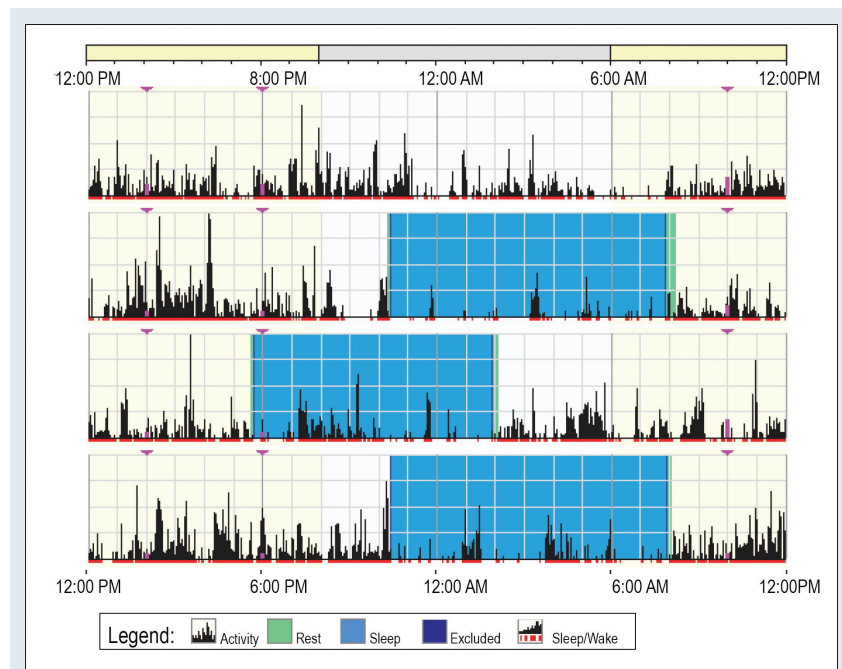 12:00 PM 8:00 PM 12:00 AM 6:00 AM 12:00PM
12:00 PM 6:00 PM 12:00 AM 6:00 AM 12:00PM
Legend: Activity Rest Sleep Excluded Sleep/Wake